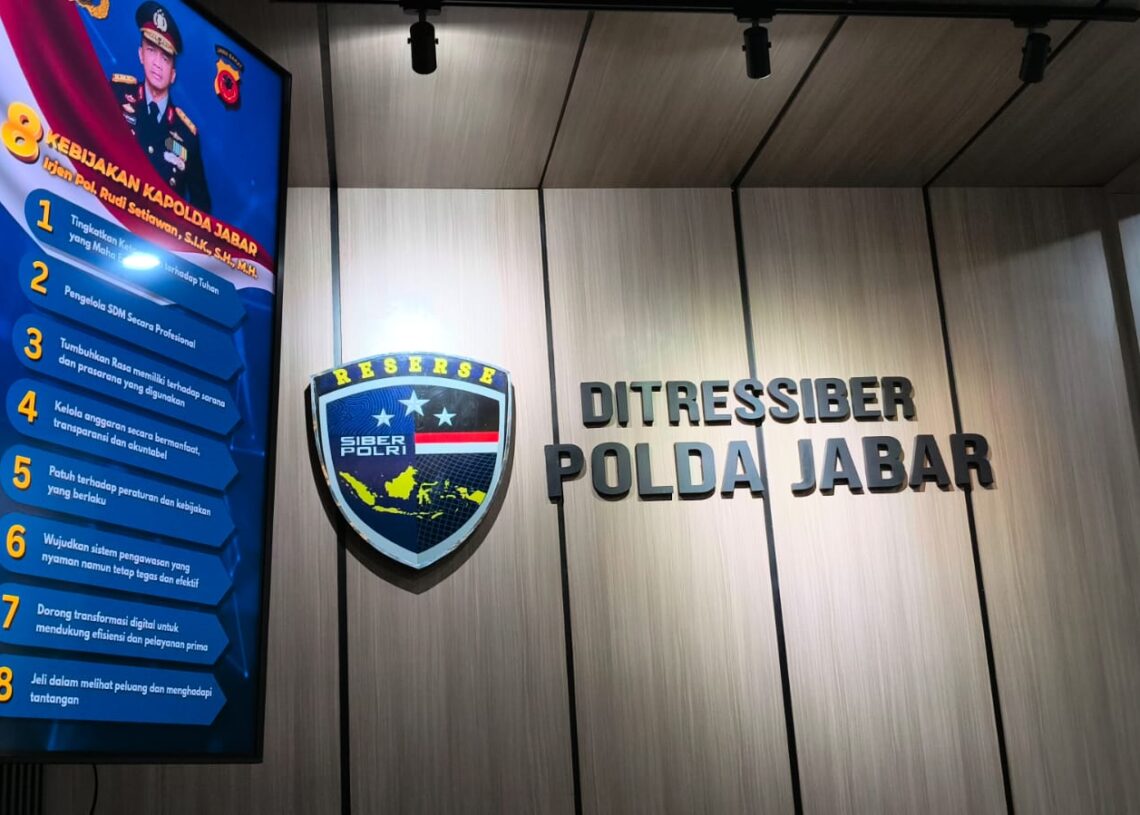 8 KEBIJAKAN KAPOLDA JABAR
Irjen Pol. Rudi Setiawan, S.I.K., S.H., M.H.
1 Tingkatkan terhadap Tuhan
yang Maha
2 Pengelola SDM Secara Profesional
3 Tumbuhkan Rasa memiliki terhadap sarana
dan prasarana yang digunakan
4 Kelola anggaran secara bermanfaat,
transparansi dan akuntabel
5 Patuh terhadap peraturan dan kebijakan
yang berlaku
6 Wujudkan sistem pengawasan yang
nyaman namun tetap tegas dan efektif
7 Dorong transformasi digital untuk
mendukung efisiensi dan pelayanan prima
8 Jeli dalam melihat peluang dan menghadapi
tantangan
RESERSE
SIBER
POLRI
DITRESSIBER
POLDA JABAR